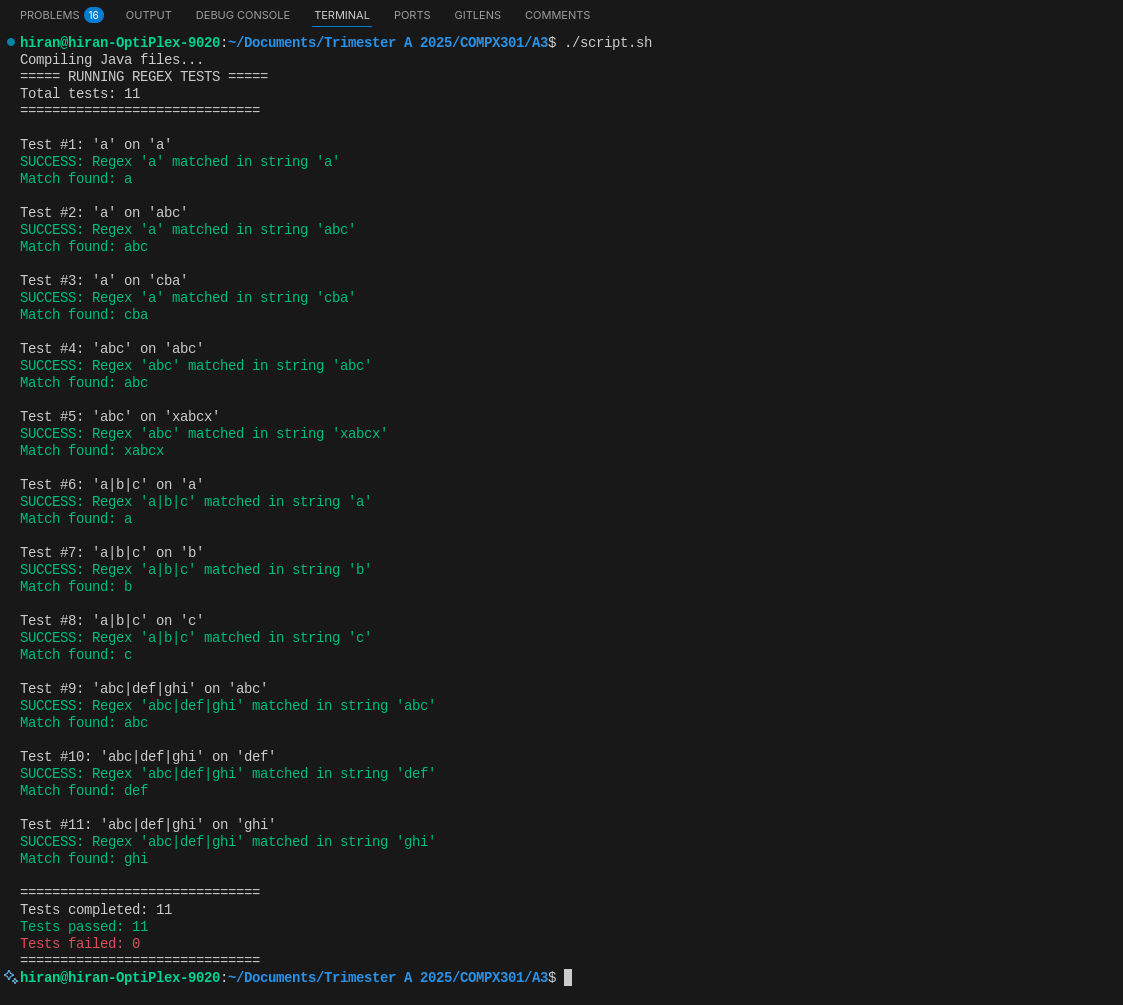 PROBLEMS 16 OUTPUT DEBUG CONSOLE TERMINAL PORTS GITLENS COMMENTS
hiran@hiran-OptiPlex-9020:~/Documents/Trimester A 2025/COMPX301/A3$ ./script.sh
Compiling Java files...
===== RUNNING REGEX TESTS =====
Total tests: 11
==============================
Test #1: 'a' on 'a'
SUCCESS: Regex 'a' matched in string 'a'
Match found: a
Test #2: 'a' on 'abc'
SUCCESS: Regex 'a' matched in string 'abc'
Match found: abc
Test #3: 'a' on 'cba'
SUCCESS: Regex 'a' matched in string 'cba'
Match found: cba
Test #4: 'abc' on 'abc'
SUCCESS: Regex 'abc' matched in string 'abc'
Match found: abc
Test #5: 'abc' on 'xabcx'
SUCCESS: Regex 'abc' matched in string 'xabcx'
Match found: xabcx
Test #6: 'a|b|c' on 'a'
SUCCESS: Regex 'a|b|c' matched in string 'a'
Match found: a
Test #7: 'a|b|c' on 'b'
SUCCESS: Regex 'a|b|c' matched in string 'b'
Match found: b
Test #8: 'a|b|c' on 'c'
SUCCESS: Regex 'a|b|c' matched in string 'c'
Match found: c
Test #9: 'abc|def|ghi' on 'abc'
SUCCESS: Regex 'abc|def|ghi' matched in string 'abc'
Match found: abc
Test #10: 'abc|def|ghi' on 'def'
SUCCESS: Regex 'abc|def|ghi' matched in string 'def'
Match found: def
Test #11: 'abc|def|ghi' on 'ghi'
SUCCESS: Regex 'abc|def|ghi' matched in string 'ghi'
Match found: ghi
==============================
Tests completed: 11
Tests passed: 11
Tests failed: 0
==============================
hiran@hiran-OptiPlex-9020:~/Documents/Trimester A 2025/COMPX301/A3$